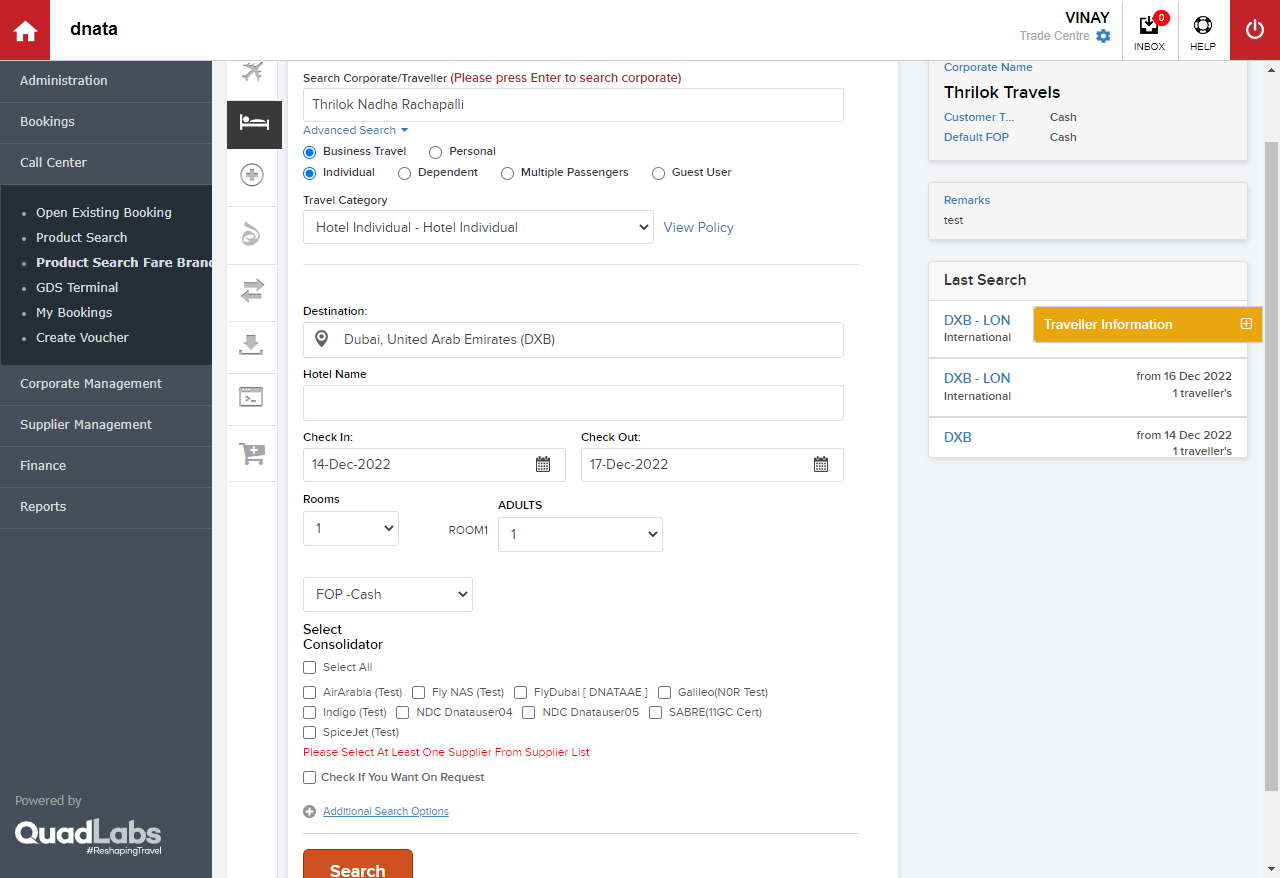 dnata
VINAY
Trade Centre
0
INBOX
HELP
Administration
Bookings
Call Center
Open Existing Booking
Product Search
Product Search Fare Brand
GDS Terminal
My Bookings
Create Voucher
Corporate Management
Supplier Management
Finance
Reports
Powered by
QuadLabs
#ReshapingTravel
Search Corporate/Traveller (Please press Enter to search corporate)
Thrilok Nadha Rachapalli
Advanced Search
Business Travel Personal
Individual Dependent Multiple Passengers Guest User
Travel Category
Hotel Individual - Hotel Individual View Policy
Destination:
Dubai, United Arab Emirates (DXB)
Hotel Name
Check In: Check Out:
14-Dec-2022 17-Dec-2022
Rooms ADULTS
1 ROOM1 1
FOP -Cash
Select
Consolidator
Select All
AirArabia (Test) Fly NAS (Test) FlyDubai [ DNATAAE ] Galileo(N0R Test)
Indigo (Test) NDC Dnatauser04 NDC Dnatauser05 SABRE(11GC Cert)
SpiceJet (Test)
Please Select At Least One Supplier From Supplier List
Check If You Want On Request
Additional Search Options
Search
Corporate Name
Thrilok Travels
Customer T... Cash
Default FOP Cash
Remarks
test
Last Search
DXB - LON
International
Traveller Information
DXB - LON from 16 Dec 2022
International 1 traveller's
DXB from 14 Dec 2022
1 traveller's